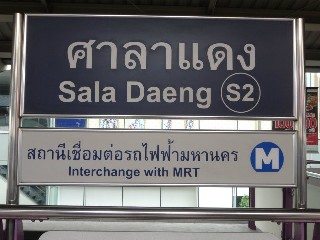 ศาลาแดง
Sala Daeng S2
สถานีเชื่อมต่อรถไฟฟ้ามหานคร
Interchange with MRT
M